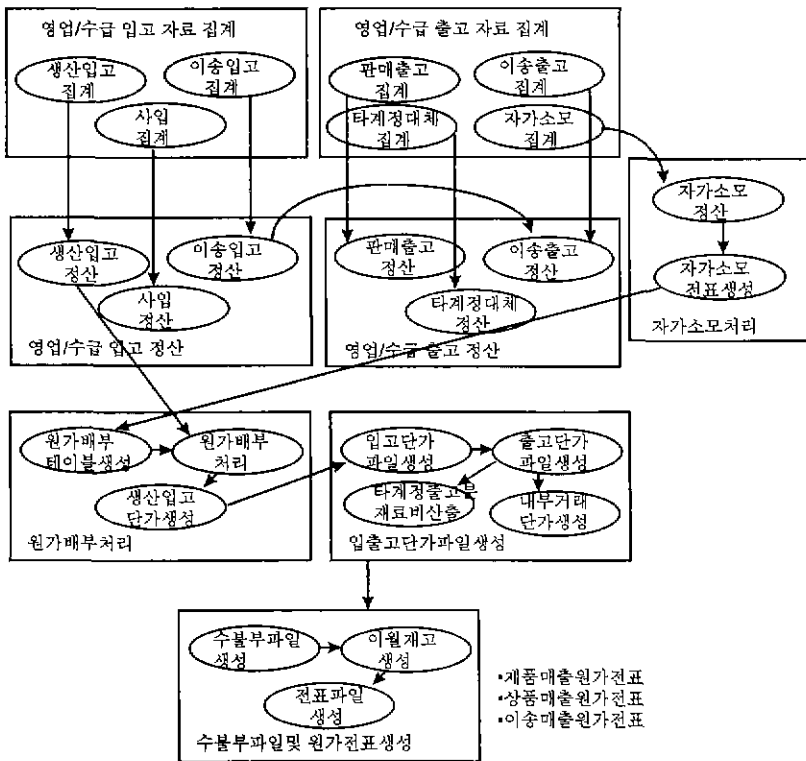 영업/수급 입고 자료 집계
생산입고
집계
이송입고
집계
사입
집계
영업/수급 출고 자료 집계
판매출고
집계
이송출고
집계
타계정대체
집계
자가소모
집계
자가소모
정산
자가소모
전표생성
자가소모처리
생산입고
정산
이송입고
정산
사입
정산
영업/수급 입고 정산
판매출고
정산
이송출고
정산
타계정대체
정산
영업/수급 출고 정산
원가배부
테이블생성
원가배부
처리
생산입고
단가생성
원가배부처리
입고단가
파일생성
출고단가
파일생성
타계정출고분
재료비산출
내부거래
단가생성
입출고단가파일생성
수불부파일
생성
이월재고
생성
전표파일
생성
수불부파일및 원가전표생성
▪제품매출원가전표
▪상품매출원가전표
▪이송매출원가전표